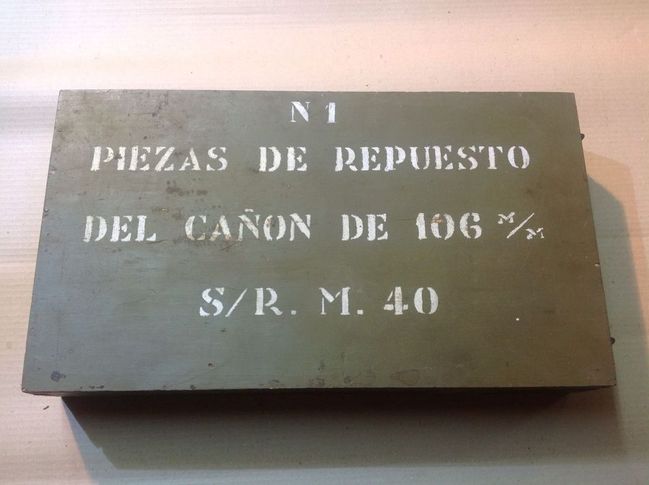 N 1
PIEZAS DE REPUESTO
DEL CAÑON DE 106 M/M
S/R. M. 40